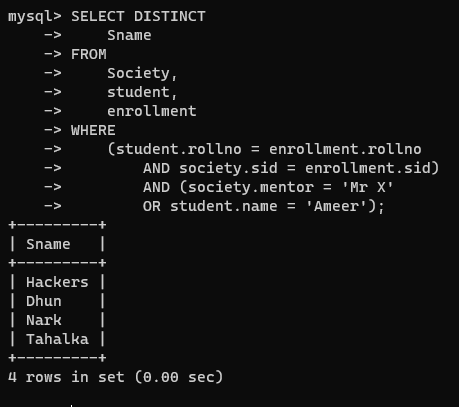 mysql> SELECT DISTINCT
    ->     Sname
    -> FROM
    ->     Society,
    ->     student,
    ->     enrollment
    -> WHERE
    ->     (student.rollno = enrollment.rollno
    ->         AND society.sid = enrollment.sid)
    ->         AND (society.mentor = 'Mr X'
    ->         OR student.name = 'Ameer');
+---------+
| Sname   |
+---------+
| Hackers |
| Dhun    |
| Nark    |
| Tahalka |
+---------+
4 rows in set (0.00 sec)